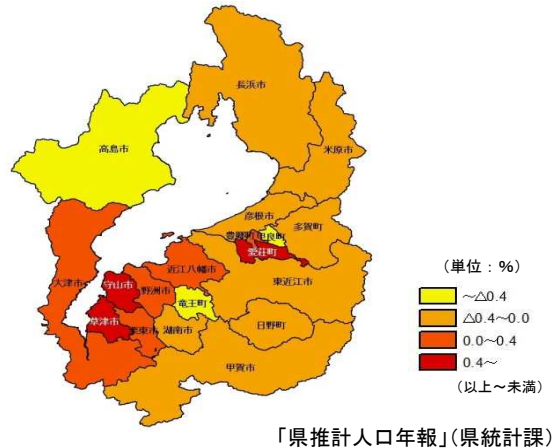 長浜市
高島市
米原市
彦根市
多賀町
豊郷町
甲良町
愛荘町
近江八幡市
東近江市
大津市
守山市
野洲市
竜王町
草津市
栗東市
湖南市
日野町
甲賀市
(単位:%)
～△0.4
△0.4～0.0
0.0～0.4
0.4～
(以上～未満)
「県推計人口年報」(県統計課)